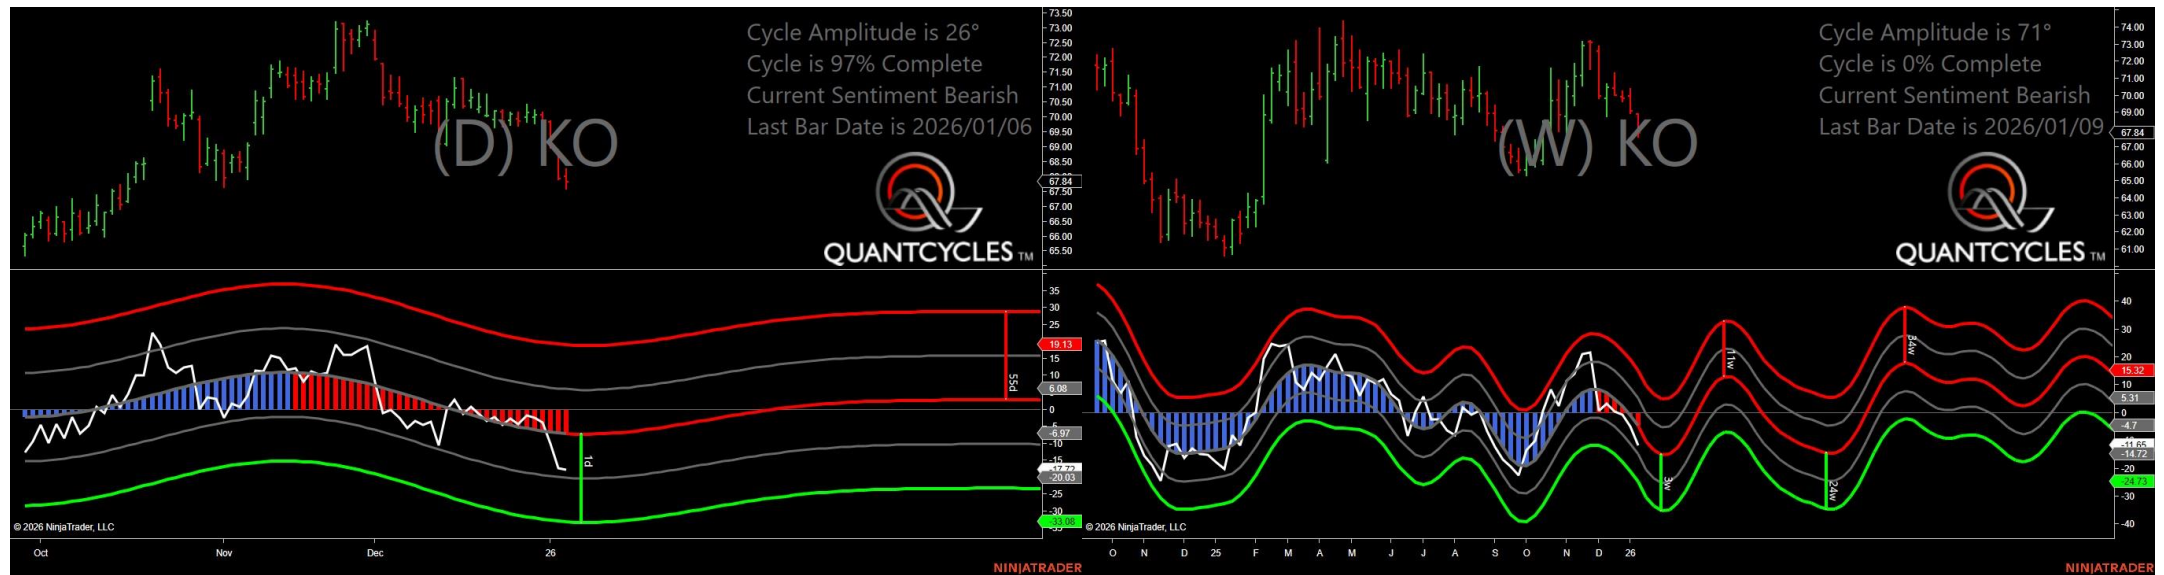 Cycle Amplitude is 26°
Cycle is 97% Complete
Current Sentiment Bearish
Last Bar Date is 2026/01/06
(D) KO
QUANTCYCLES TM
73.50
73.00
72.50
72.00
71.50
71.00
70.50
70.00
69.50
69.00
68.50
67.84
67.50
67.00
66.50
66.00
65.50
35
30
25
19.13
15
10
6.08
0
-6.97
-10
-15
-17.72
-20.03
-25
-30
-33.08
55d
1d
© 2026 NinjaTrader, LLC
Oct Nov Dec 26
NINJATRADER
Cycle Amplitude is 71°
Cycle is 0% Complete
Current Sentiment Bearish
Last Bar Date is 2026/01/09
(W) KO
QUANTCYCLES TM
74.00
73.00
72.00
71.00
70.00
69.00
67.84
67.00
66.00
65.00
64.00
63.00
62.00
61.00
40
30
20
15.32
10
5.31
0
-4.7
-11.65
-14.72
-20
-24.73
-30
-40
11w
34w
3w
24w
© 2026 NinjaTrader, LLC
O N D 25 F M A M J J A S O N D 26
NINJATRADER